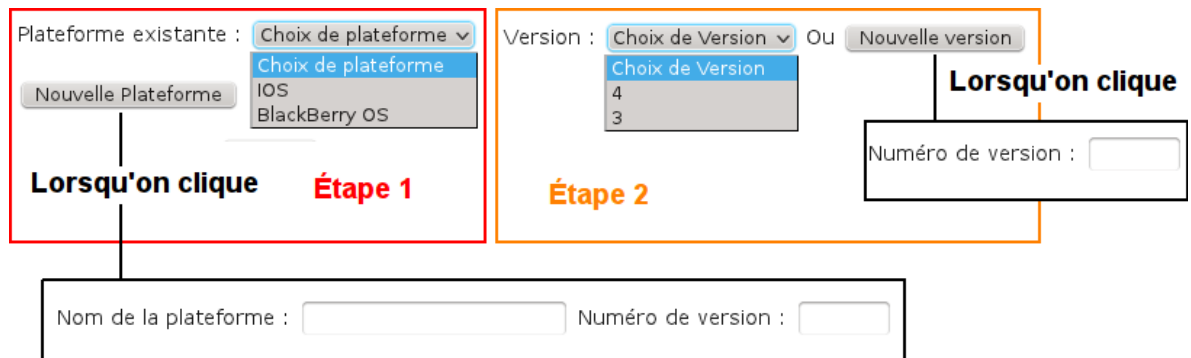 Plateforme existante : Choix de plateforme
Choix de plateforme
IOS
BlackBerry OS
Nouvelle Plateforme
Lorsqu'on clique
Étape 1
Version : Choix de Version Ou Nouvelle version
Choix de Version
4
3
Lorsqu'on clique
Numéro de version :
Étape 2
Nom de la plateforme : Numéro de version :